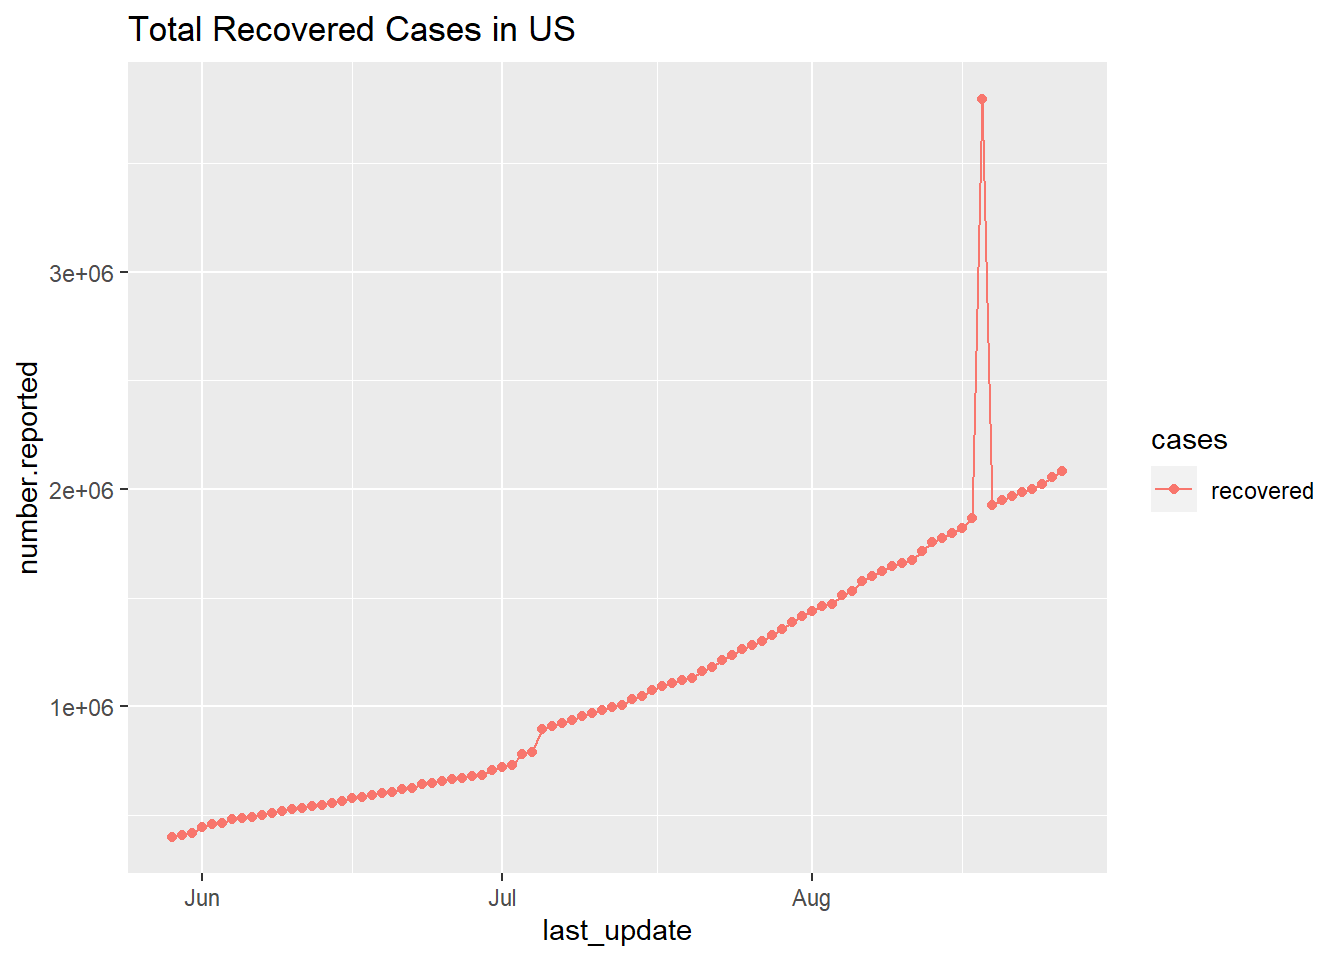 Total Recovered Cases in US
3e+06
2e+06
1e+06
number.reported
Jun Jul Aug
last_update
cases
recovered